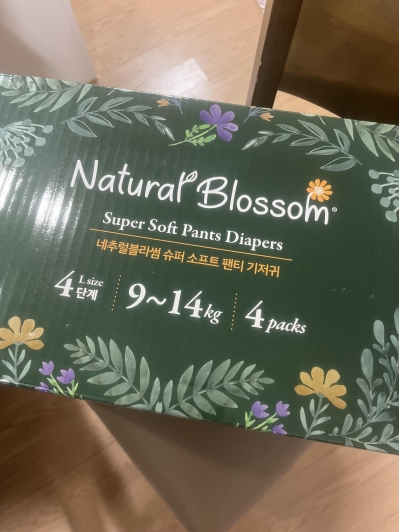 Natural Blossom®
Super Soft Pants Diapers
네추럴블라썸 슈퍼 소프트 팬티 기저귀
4 L size 단계 9~14kg 4 packs